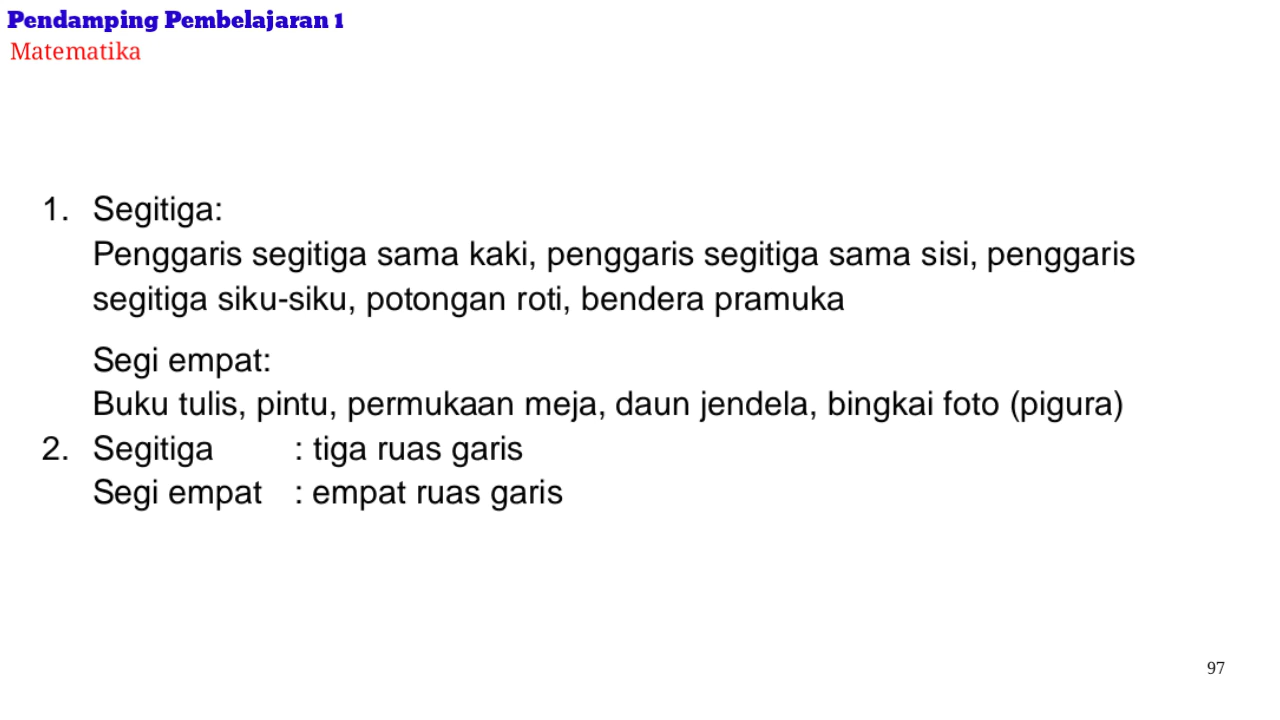 Pendamping Pembelajaran 1
Matematika
1. Segitiga:
Penggaris segitiga sama kaki, penggaris segitiga sama sisi, penggaris
segitiga siku-siku, potongan roti, bendera pramuka
Segi empat:
Buku tulis, pintu, permukaan meja, daun jendela, bingkai foto (pigura)
2. Segitiga : tiga ruas garis
Segi empat : empat ruas garis
97